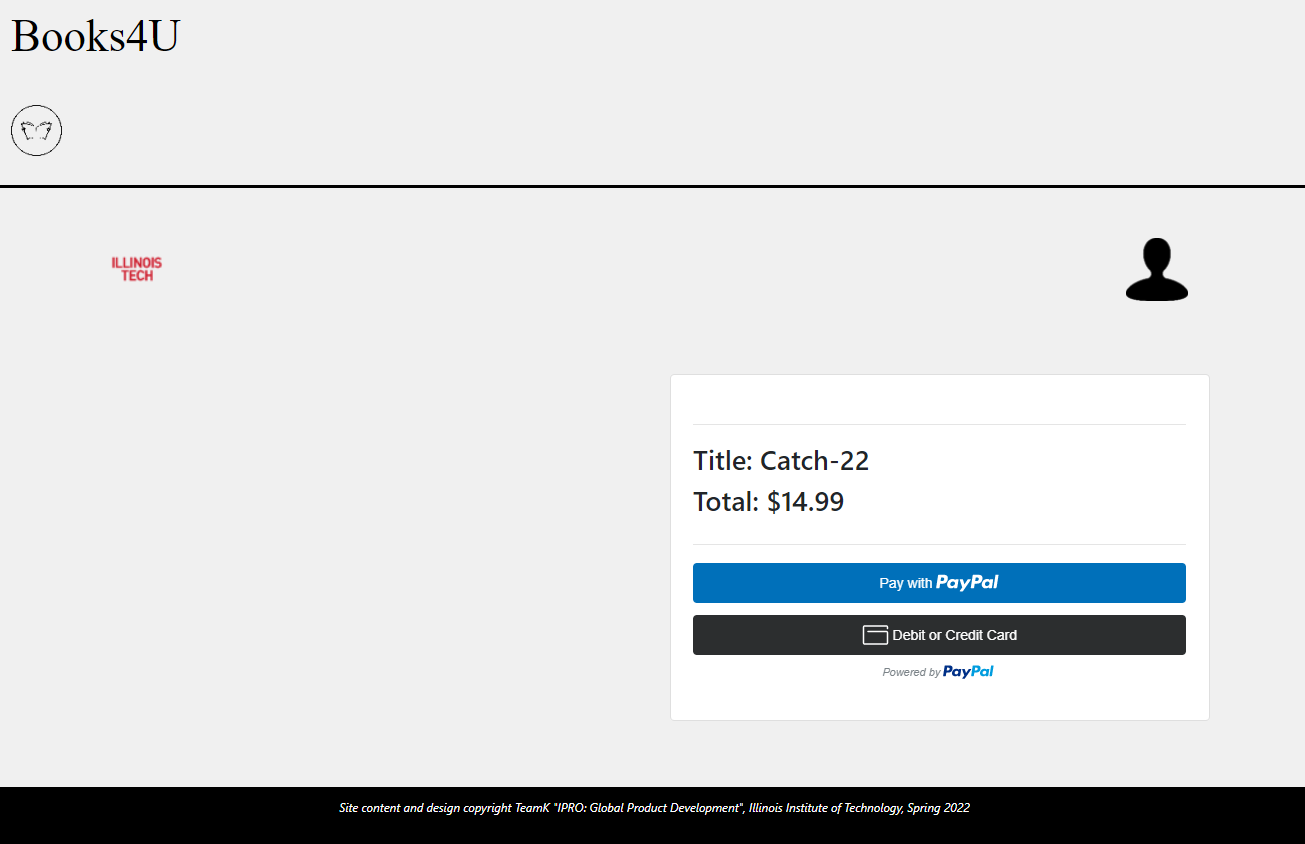 Books4U
ILLINOIS
TECH
Title: Catch-22
Total: $14.99
Pay with PayPal
Debit or Credit Card
Powered by PayPal
Site content and design copyright TeamK "IPRO: Global Product Development", Illinois Institute of Technology, Spring 2022